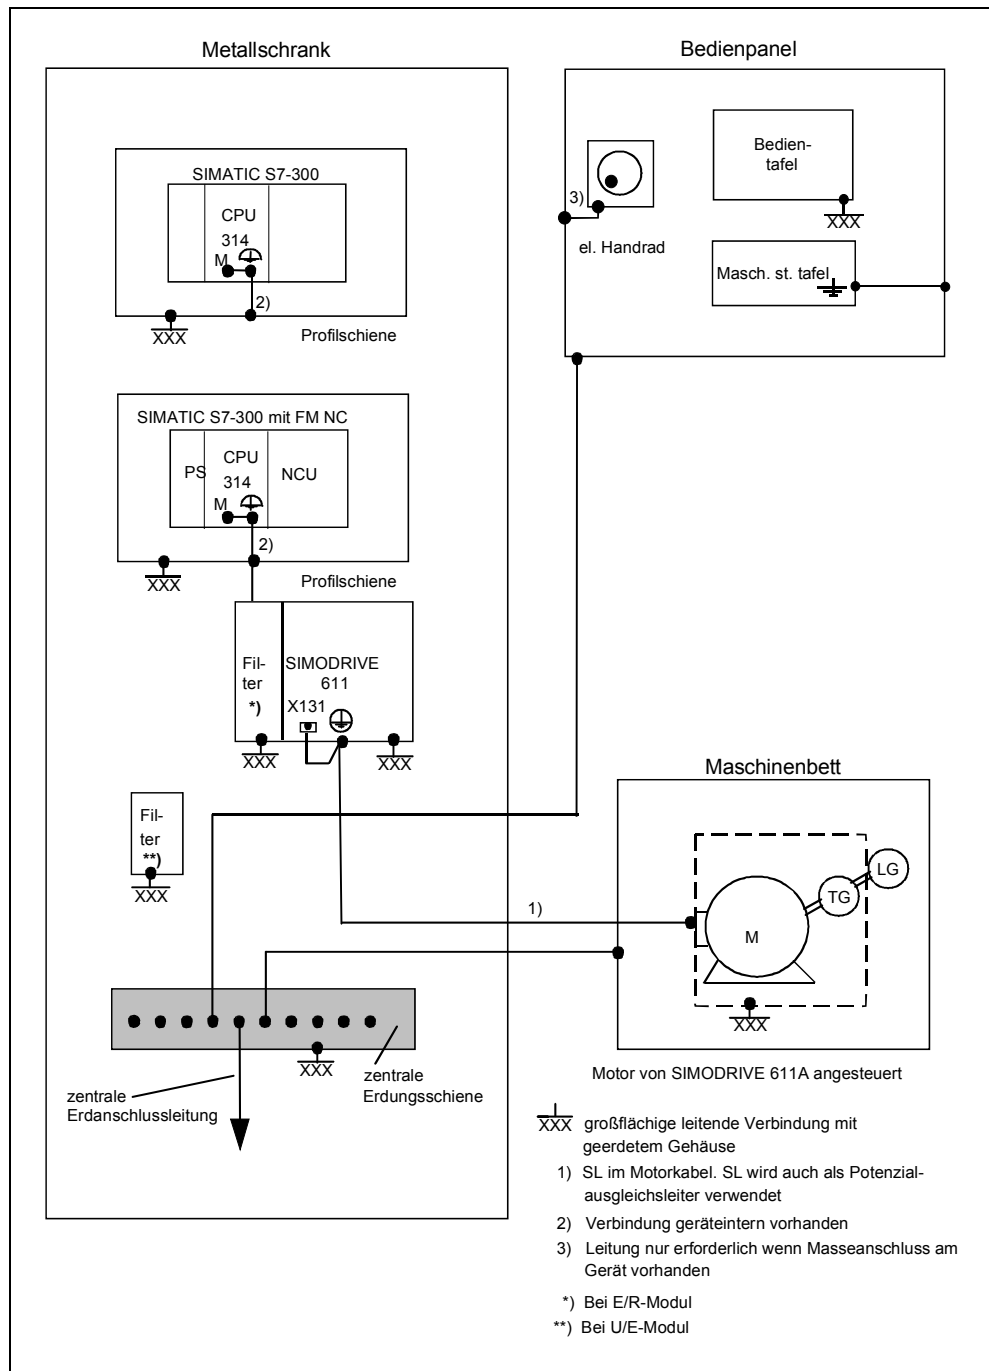 Metallschrank
SIMATIC S7-300
CPU
314
M
2)
XXX
Profilschiene
SIMATIC S7-300 mit FM NC
PS
CPU
314
NCU
M
2)
XXX
Profilschiene
Fil-
ter
*)
SIMODRIVE
611
X131
XXX
XXX
Fil-
ter
**)
XXX
XXX
zentrale
Erdanschlussleitung
zentrale
Erdungsschiene
Bedienpanel
3)
el. Handrad
Bedien-
tafel
XXX
Masch. st. tafel
Maschinenbett
1)
M
TG
LG
XXX
Motor von SIMODRIVE 611A angesteuert
XXX großflächige leitende Verbindung mit
geerdetem Gehäuse
1) SL im Motorkabel. SL wird auch als Potenzial-
ausgleichsleiter verwendet
2) Verbindung geräteintern vorhanden
3) Leitung nur erforderlich wenn Masseanschluss am
Gerät vorhanden
*) Bei E/R-Modul
**) Bei U/E-Modul